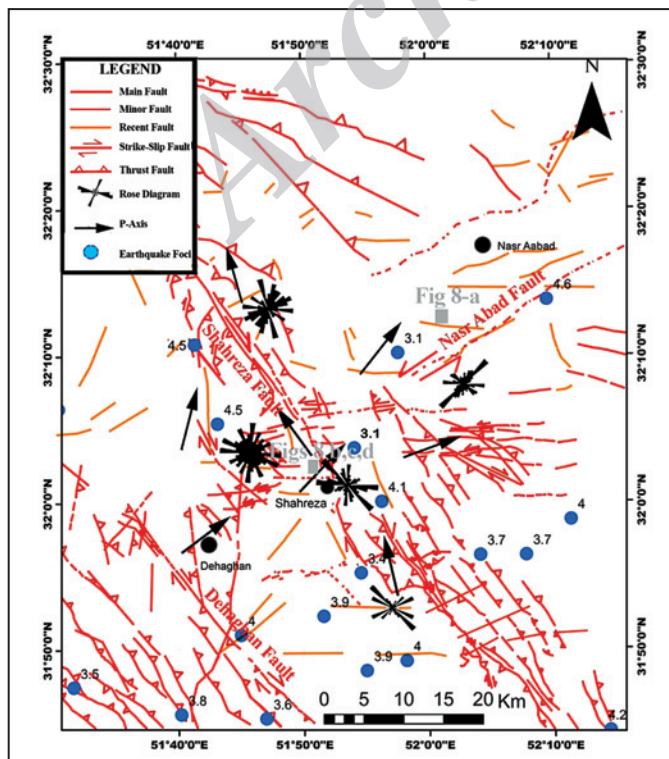 Arc
51°40'0"E 51°50'0"E 52°0'0"E 52°10'0"E
32°30'0"N
32°30'0"N
LEGEND
Main Fault
Minor Fault
Recent Fault
Strike-Slip Fault
Thrust Fault
Rose Diagram
P-Axis
Earthquake Foci
N
32°20'0"N
32°20'0"N
Nasr Aabad
Fig 8-a
4.6
Nasr Abad Fault
Shahreza Fault
4.5
3.1
32°10'0"N
32°10'0"N
4.5
3.1
Figs 8-b,c,d
4.1
Shahreza
32°0'0"N
32°0'0"N
4
Dehaghan
3.7
3.7
3.4
Dehaghan Fault
3.9
4
31°50'0"N
31°50'0"N
3.9
4
3.5
3.8
3.6
4.2
0 5 10 15 20
Km
51°40'0"E 51°50'0"E 52°0'0"E 52°10'0"E